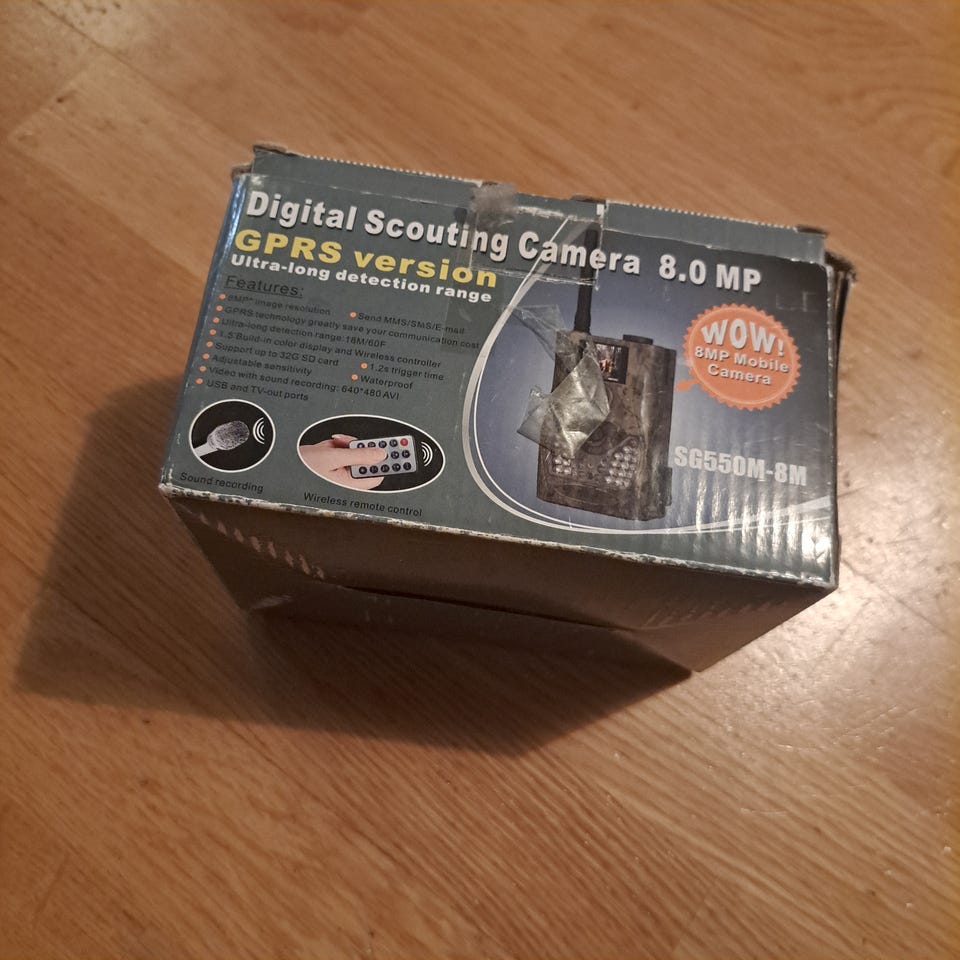 Digital Scouting Camera 8.0 MP
GPRS version
Ultra-long detection range
Features:
8MP* image resolution
Send MMS/SMS/E-mail
GPRS technology greatly save your communication cost
Ultra-long detection range:18M/60F
1.5'Build-in color display and Wireless controller
Support up to 32G SD card
1.2s trigger time
Adjustable sensitivity
Waterproof
Video with sound recording: 640*480 AVI
USB and TV-out ports
WOW!
8MP Mobile
Camera
SG550M-8M
Sound recording
Wireless remote control